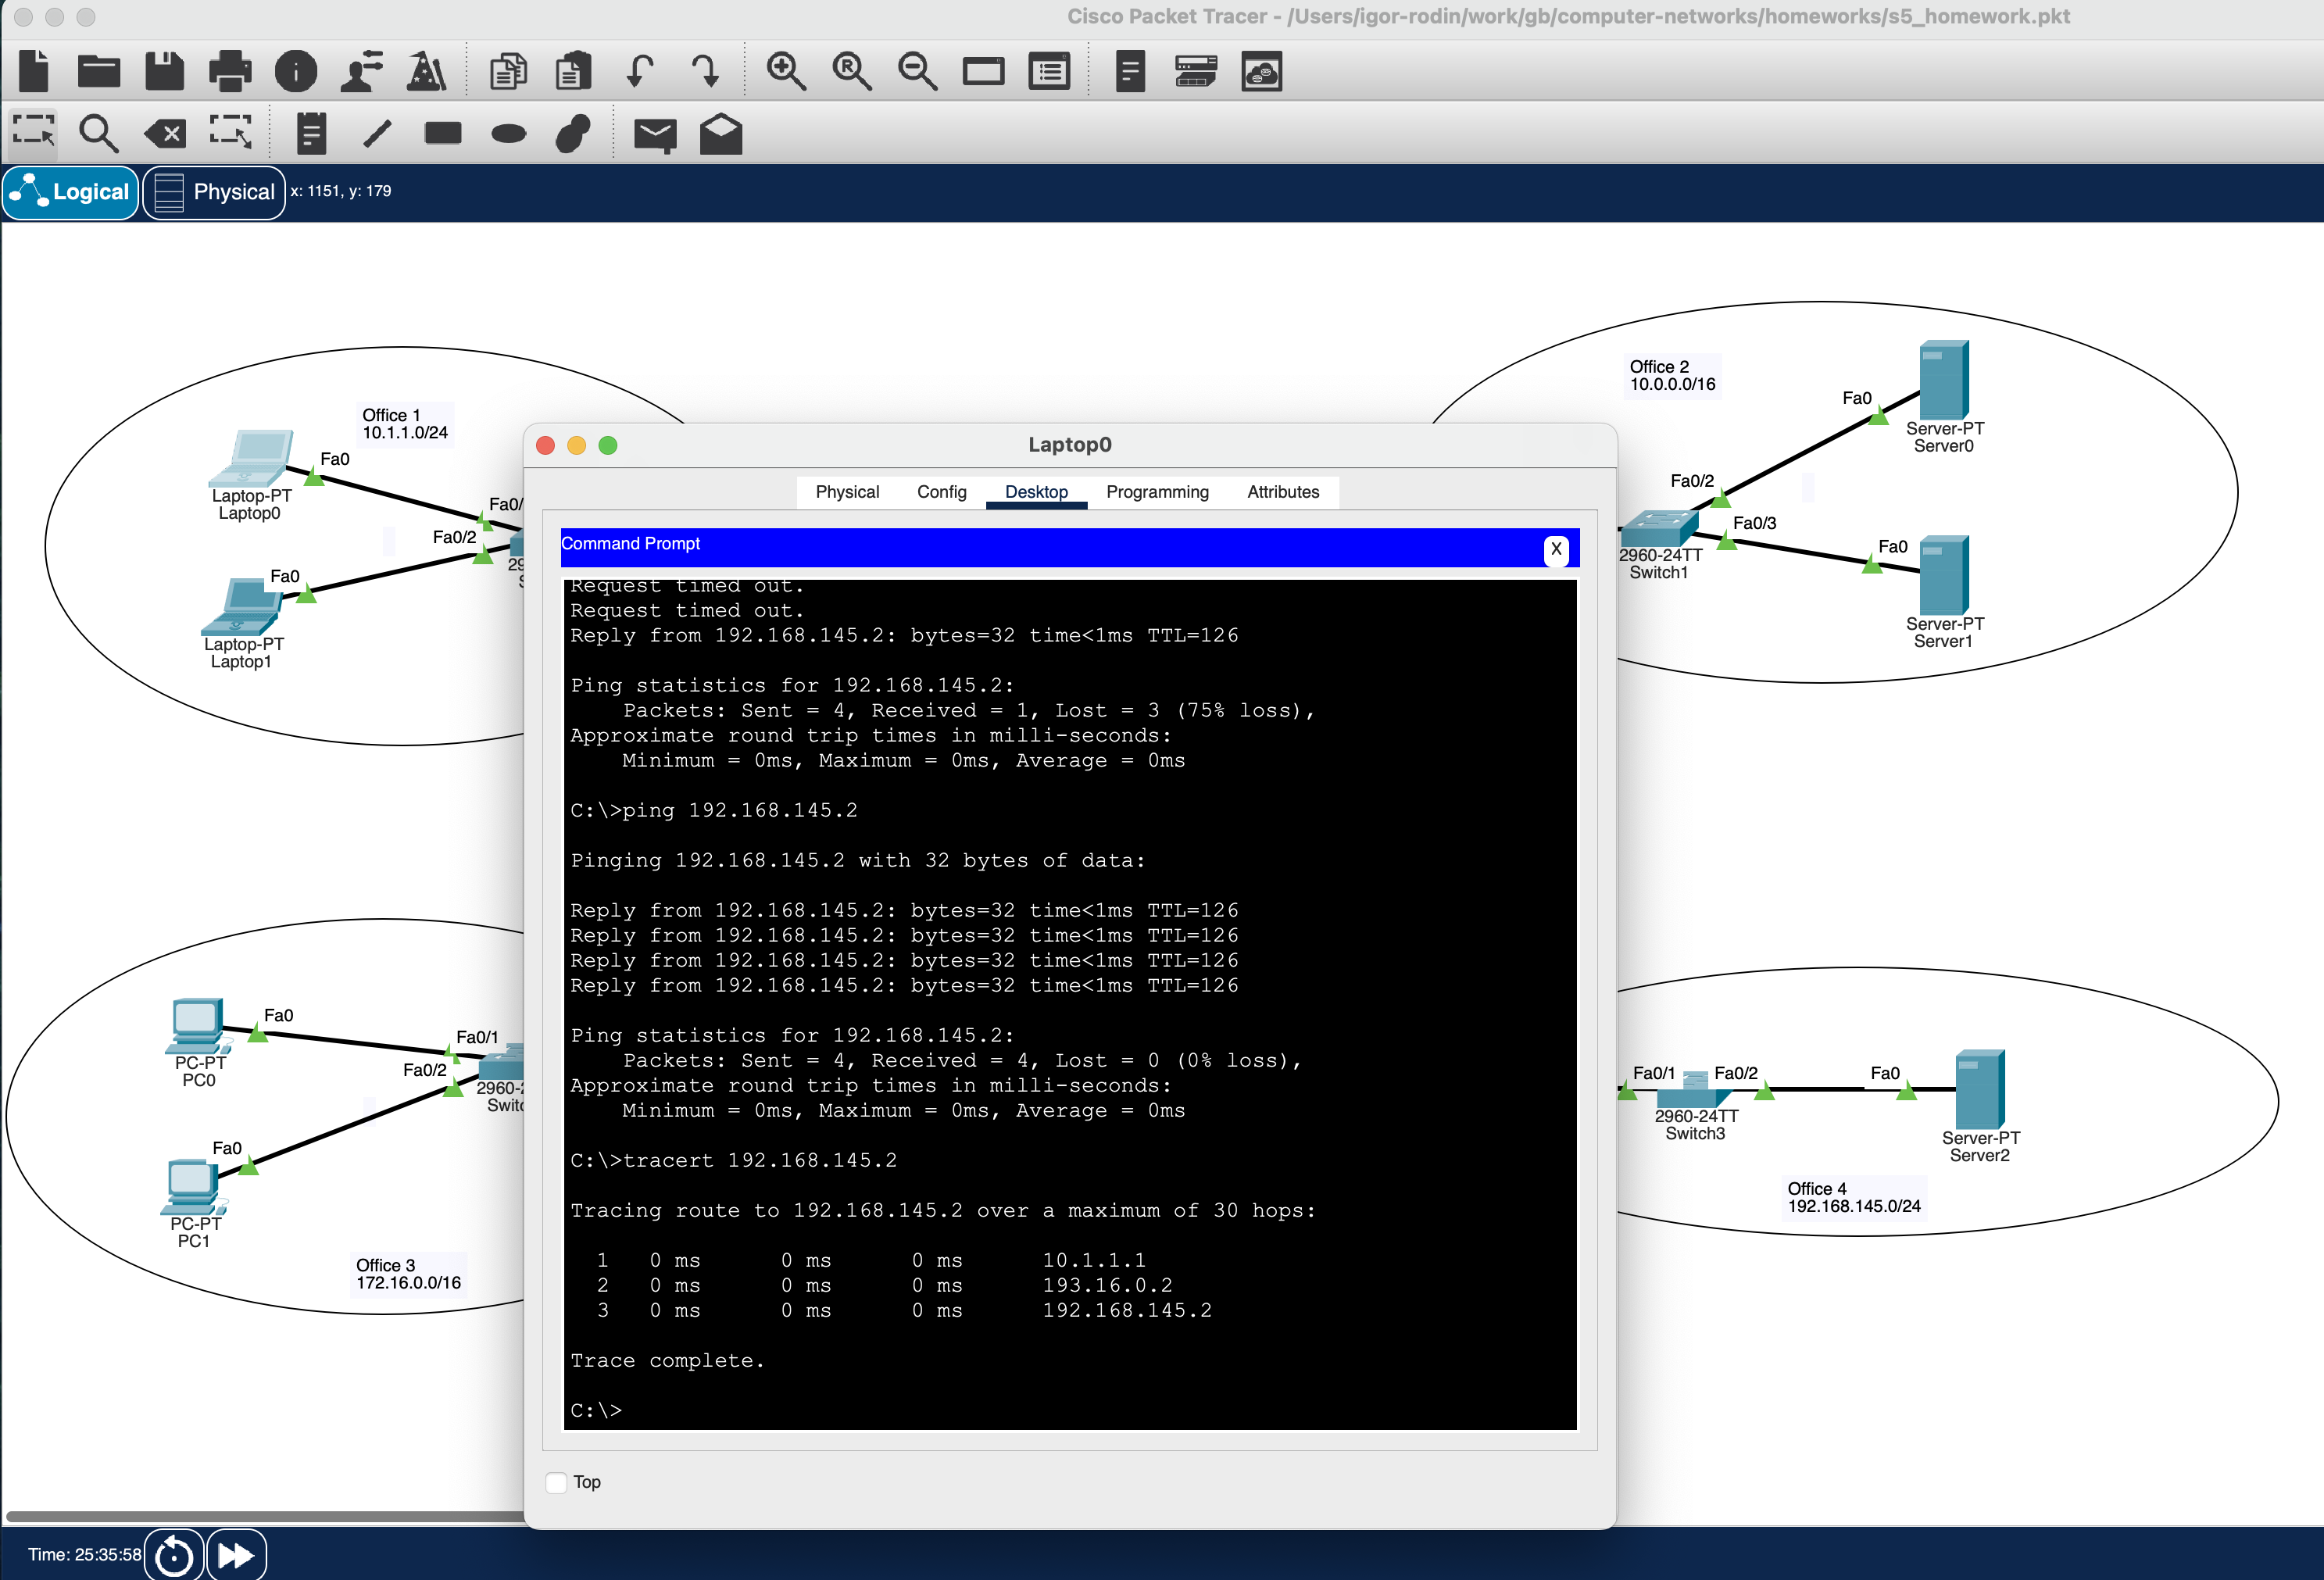 Cisco Packet Tracer - /Users/igor-rodin/work/gb/computer-networks/homeworks/s5_homework.pkt
Logical
Physical
x: 1151, y: 179
Office 1
10.1.1.0/24
Fa0
Laptop-PT
Laptop0
Fa0/
Fa0/2
29
S
Fa0
Laptop-PT
Laptop1
Office 2
10.0.0.0/16
Fa0
Server-PT
Server0
Fa0/2
Fa0/3
2960-24TT
Switch1
Fa0
Server-PT
Server1
Laptop0
Physical
Config
Desktop
Programming
Attributes
Command Prompt
X
Request timed out.
Request timed out.
Reply from 192.168.145.2: bytes=32 time<1ms TTL=126
Ping statistics for 192.168.145.2:
Packets: Sent = 4, Received = 1, Lost = 3 (75% loss),
Approximate round trip times in milli-seconds:
Minimum = 0ms, Maximum = 0ms, Average = 0ms
C:\>ping 192.168.145.2
Pinging 192.168.145.2 with 32 bytes of data:
Reply from 192.168.145.2: bytes=32 time<1ms TTL=126
Reply from 192.168.145.2: bytes=32 time<1ms TTL=126
Reply from 192.168.145.2: bytes=32 time<1ms TTL=126
Reply from 192.168.145.2: bytes=32 time<1ms TTL=126
Ping statistics for 192.168.145.2:
Packets: Sent = 4, Received = 4, Lost = 0 (0% loss),
Approximate round trip times in milli-seconds:
Minimum = 0ms, Maximum = 0ms, Average = 0ms
C:\>tracert 192.168.145.2
Tracing route to 192.168.145.2 over a maximum of 30 hops:
1 0 ms 0 ms 0 ms 10.1.1.1
2 0 ms 0 ms 0 ms 193.16.0.2
3 0 ms 0 ms 0 ms 192.168.145.2
Trace complete.
C:\>
Top
Fa0
PC-PT
PC0
Fa0/1
Fa0/2
2960-2
Switc
Fa0
PC-PT
PC1
Office 3
172.16.0.0/16
Fa0/1
Fa0/2
Fa0
2960-24TT
Switch3
Server-PT
Server2
Office 4
192.168.145.0/24
Time: 25:35:58